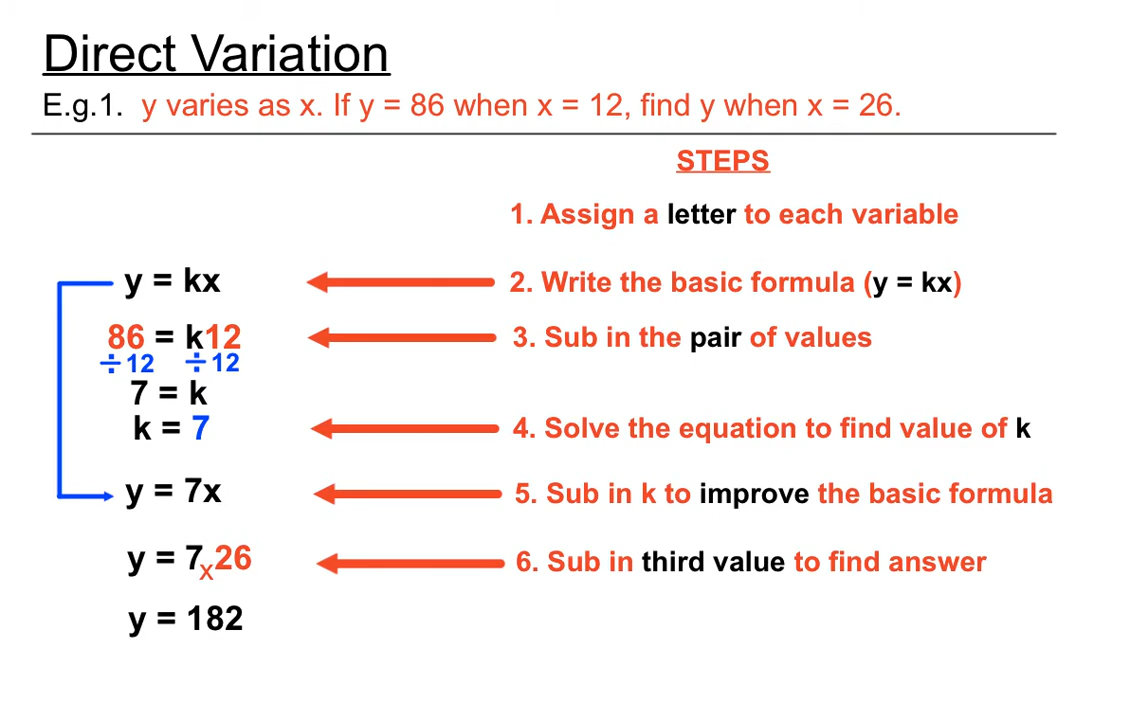 Direct Variation
E.g.1. y varies as x. If y = 86 when x = 12, find y when x = 26.
STEPS
1. Assign a letter to each variable
y = kx
2. Write the basic formula (y = kx)
86 = k12
3. Sub in the pair of values
÷12 ÷12
7 = k
k = 7
4. Solve the equation to find value of k
y = 7x
5. Sub in k to improve the basic formula
y = 7x26
6. Sub in third value to find answer
y = 182